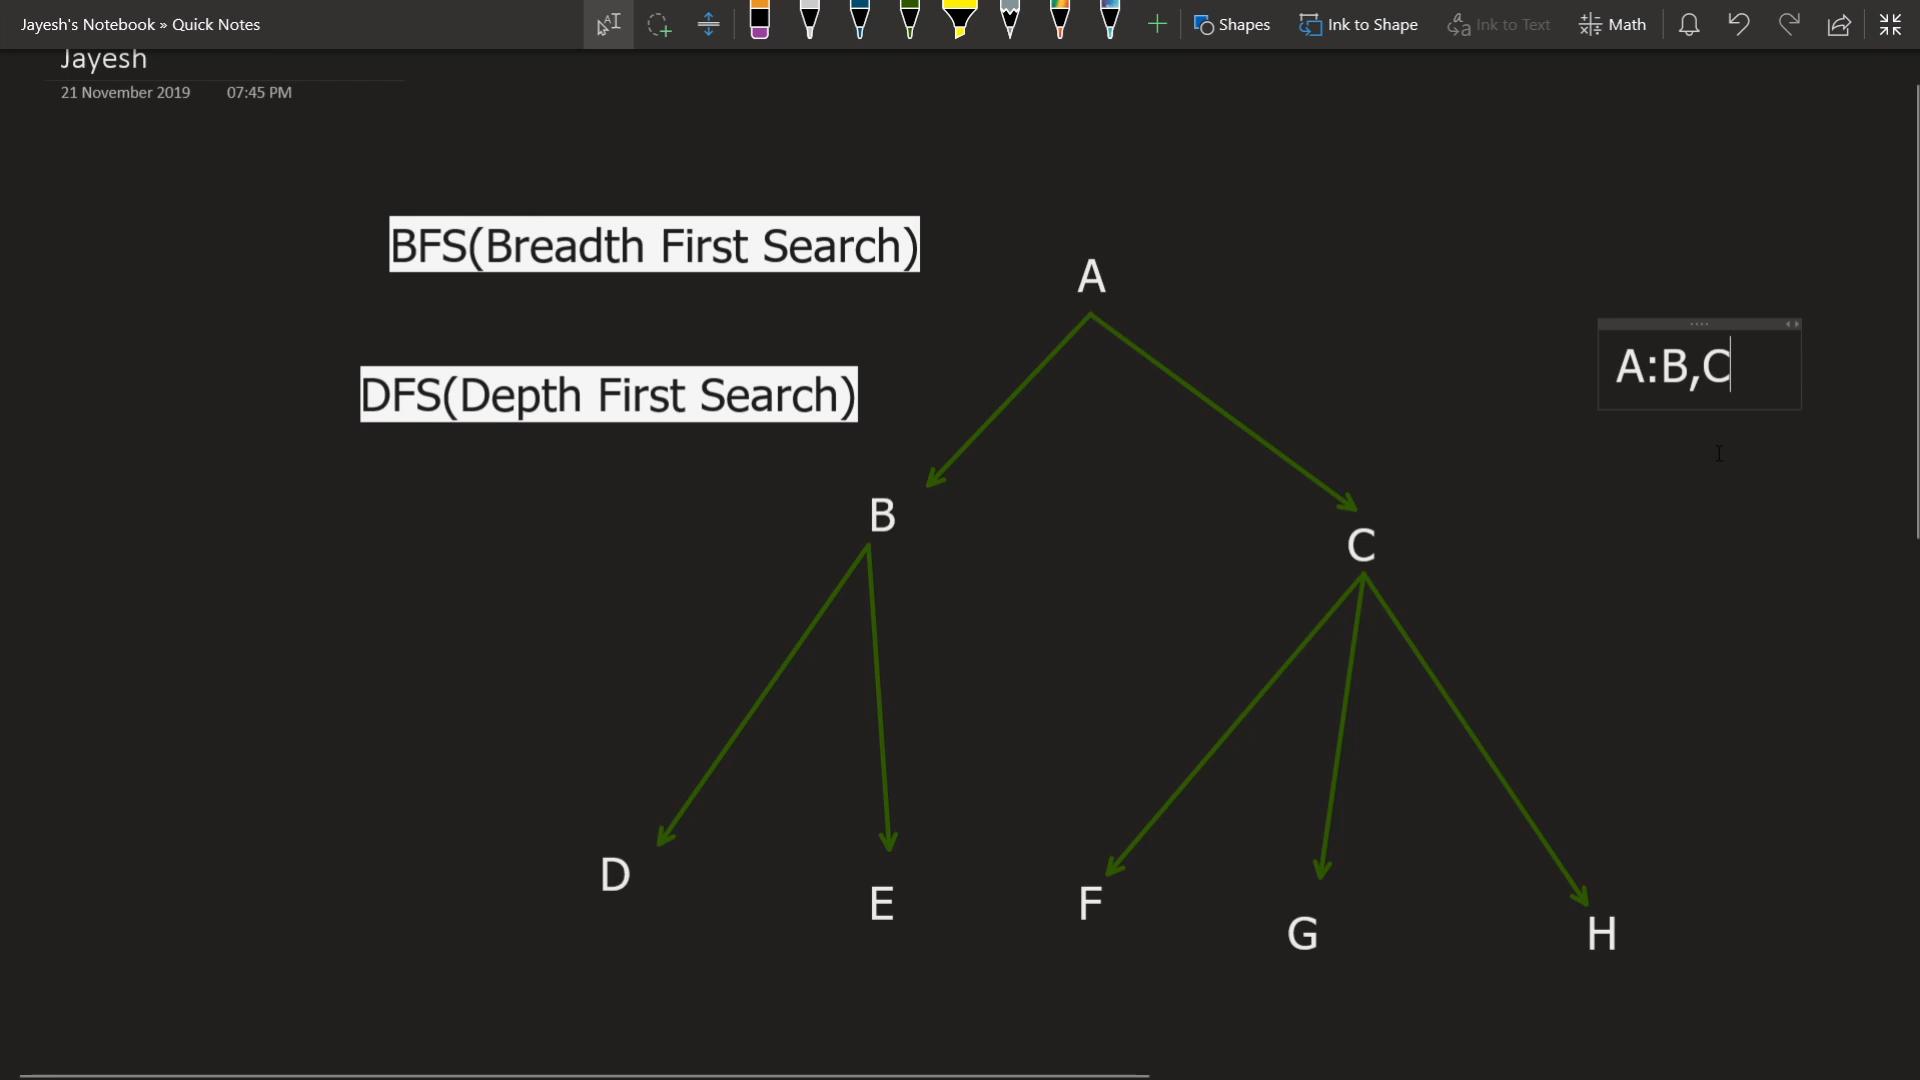 Jayesh's Notebook » Quick Notes
Shapes
Ink to Shape
Ink to Text
Math
Jayesh
21 November 2019 07:45 PM
BFS(Breadth First Search)
A
A:B,C
DFS(Depth First Search)
B
C
D
E
F
G
H